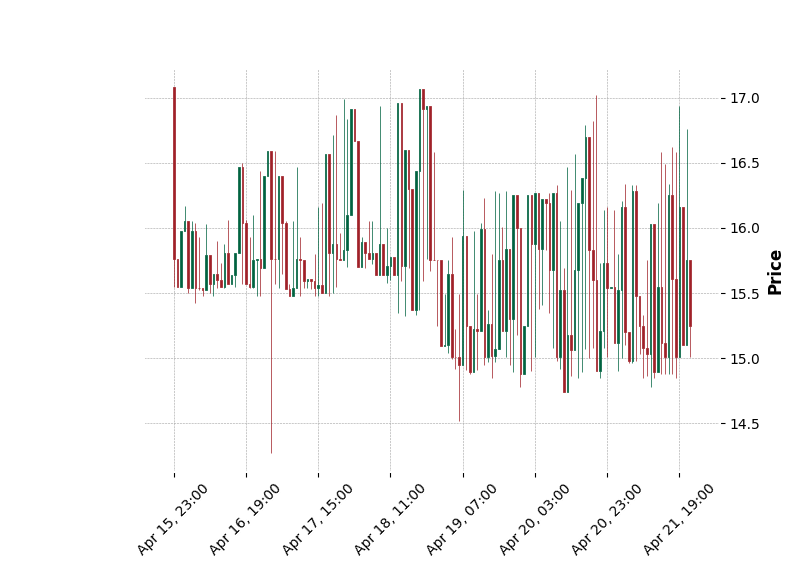 17.0
16.5
16.0
15.5
15.0
14.5
Price
Apr 15, 23:00
Apr 16, 19:00
Apr 17, 15:00
Apr 18, 11:00
Apr 19, 07:00
Apr 20, 03:00
Apr 20, 23:00
Apr 21, 19:00